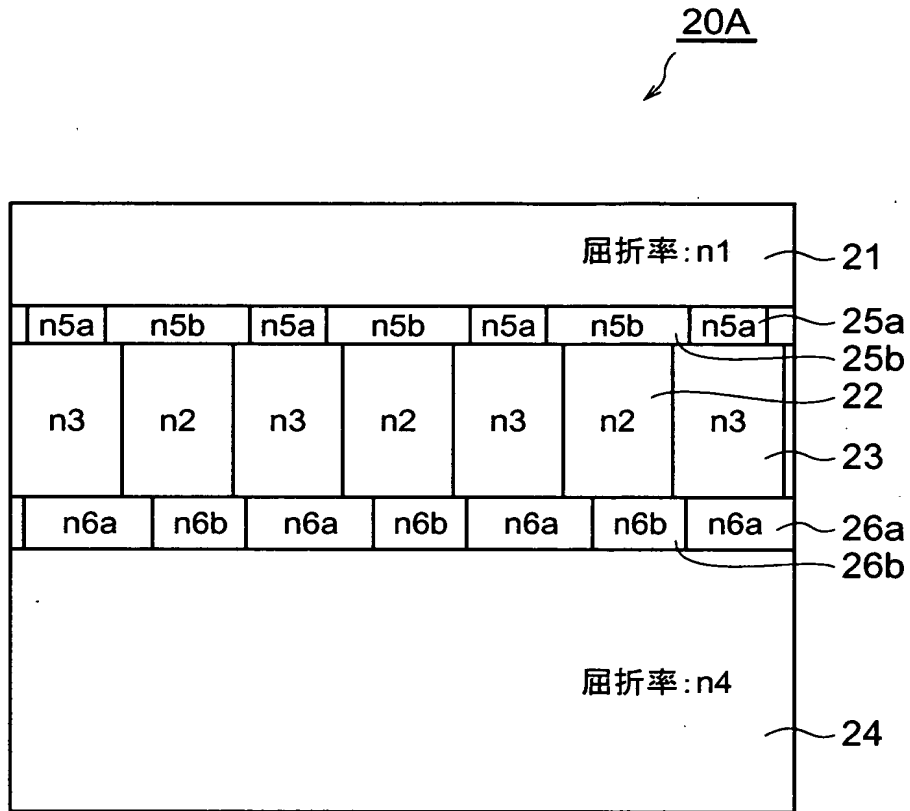 20A
屈折率:n1
21
n5a n5b n5a n5b n5a n5b n5a
25a
25b
22
n3 n2 n3 n2 n3 n2 n3
23
n6a n6b n6a n6b n6a n6b n6a
26a
26b
屈折率:n4
24